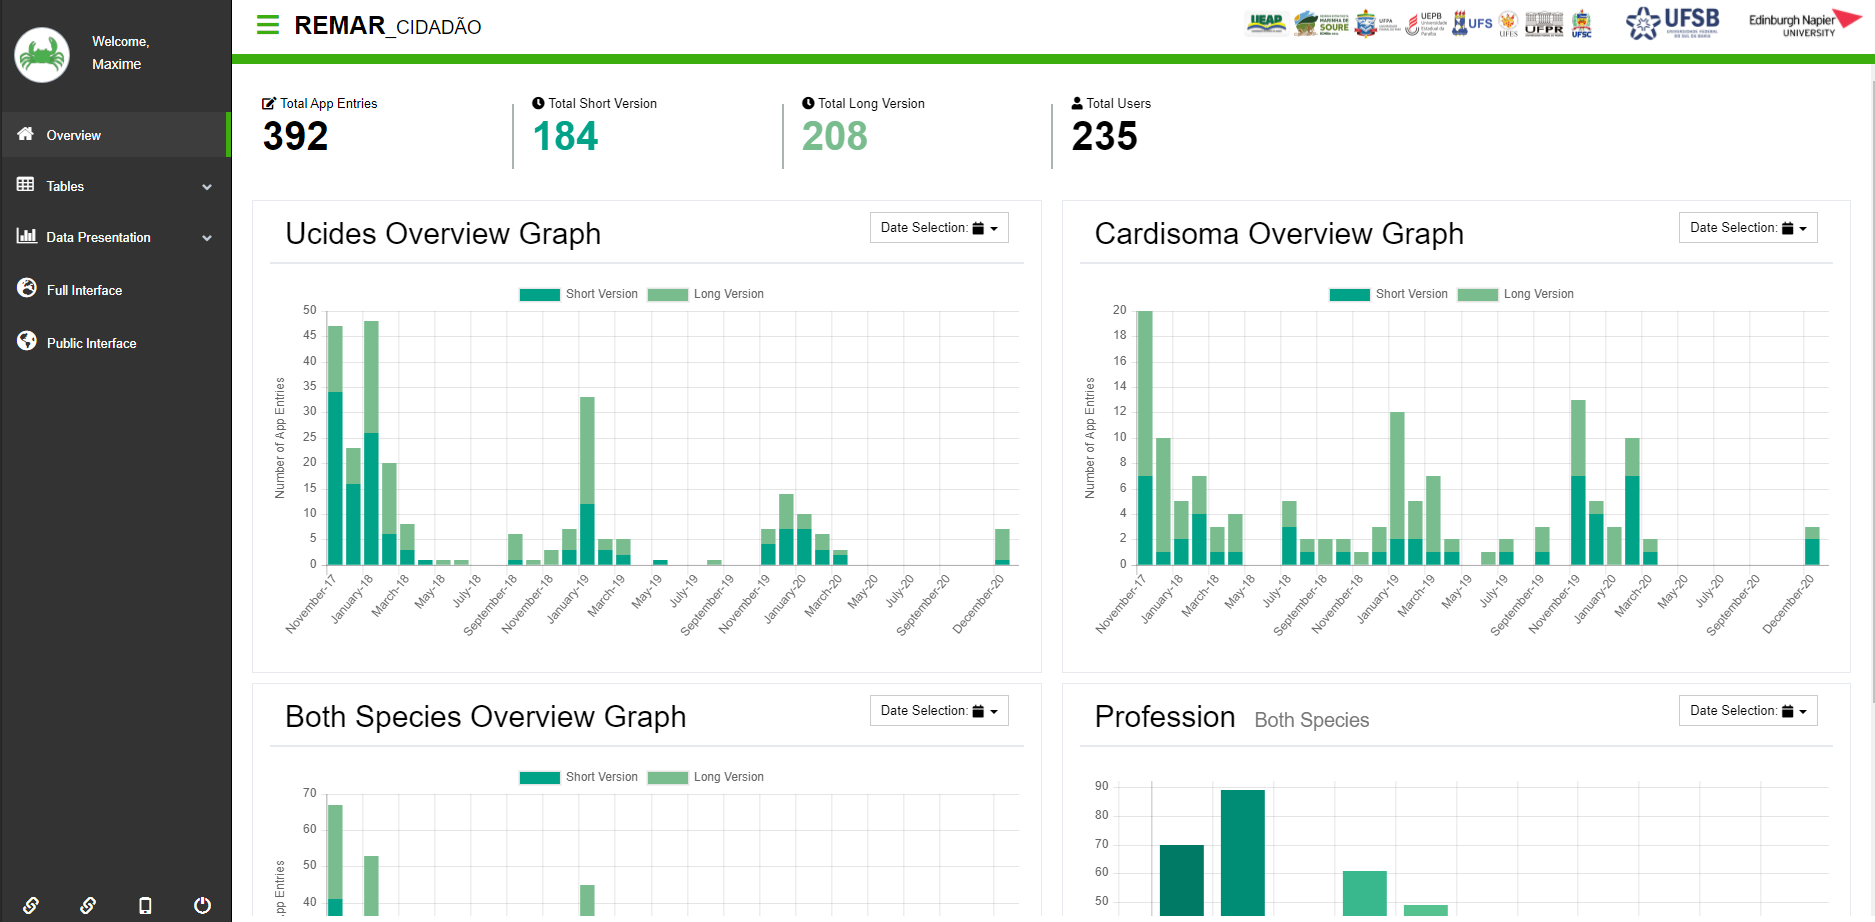 Welcome,
Maxime
Overview
Tables
Data Presentation
Full Interface
Public Interface
REMAR_CIDADÃO
UEAP
SOURE
UFPA
UEPB
UFS
UFES
UFPR
UFSC
UFSB
Edinburgh Napier
UNIVERSITY
Total App Entries
392
Total Short Version
184
Total Long Version
208
Total Users
235
Ucides Overview Graph
Date Selection:
Short Version Long Version
Number of App Entries
50
45
40
35
30
25
20
15
10
5
0
November-17 January-18 March-18 May-18 July-18 September-18 November-18 January-19 March-19 May-19 July-19 September-19 November-19 January-20 March-20 May-20 July-20 September-20 December-20
Cardisoma Overview Graph
Date Selection:
Short Version Long Version
Number of App Entries
20
18
16
14
12
10
8
6
4
2
0
November-17 January-18 March-18 May-18 July-18 September-18 November-18 January-19 March-19 May-19 July-19 September-19 November-19 January-20 March-20 May-20 July-20 September-20 December-20
Both Species Overview Graph
Date Selection:
Short Version Long Version
App Entries
70
60
50
40
Profession Both Species
Date Selection:
90
80
70
60
50